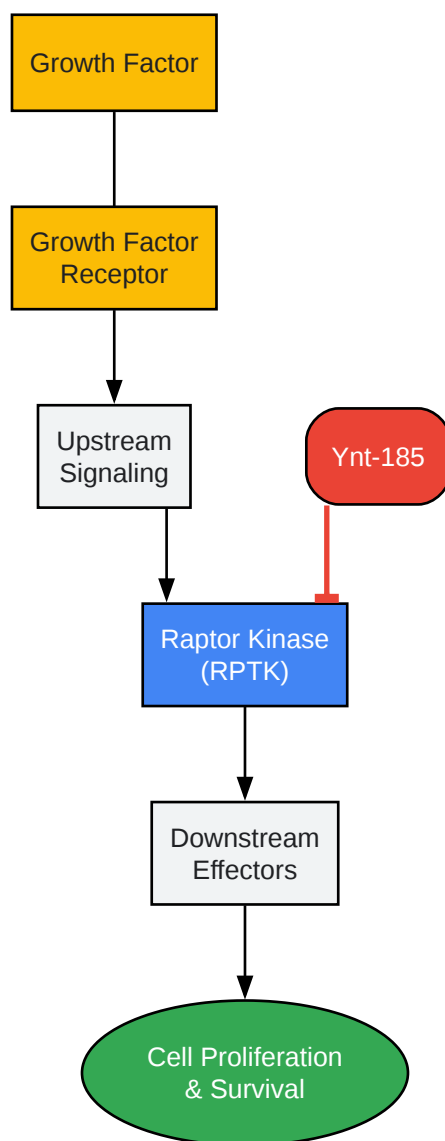 Growth Factor
Growth Factor
Receptor
Upstream
Signaling
Ynt-185
Raptor Kinase
(RPTK)
Downstream
Effectors
Cell Proliferation
& Survival